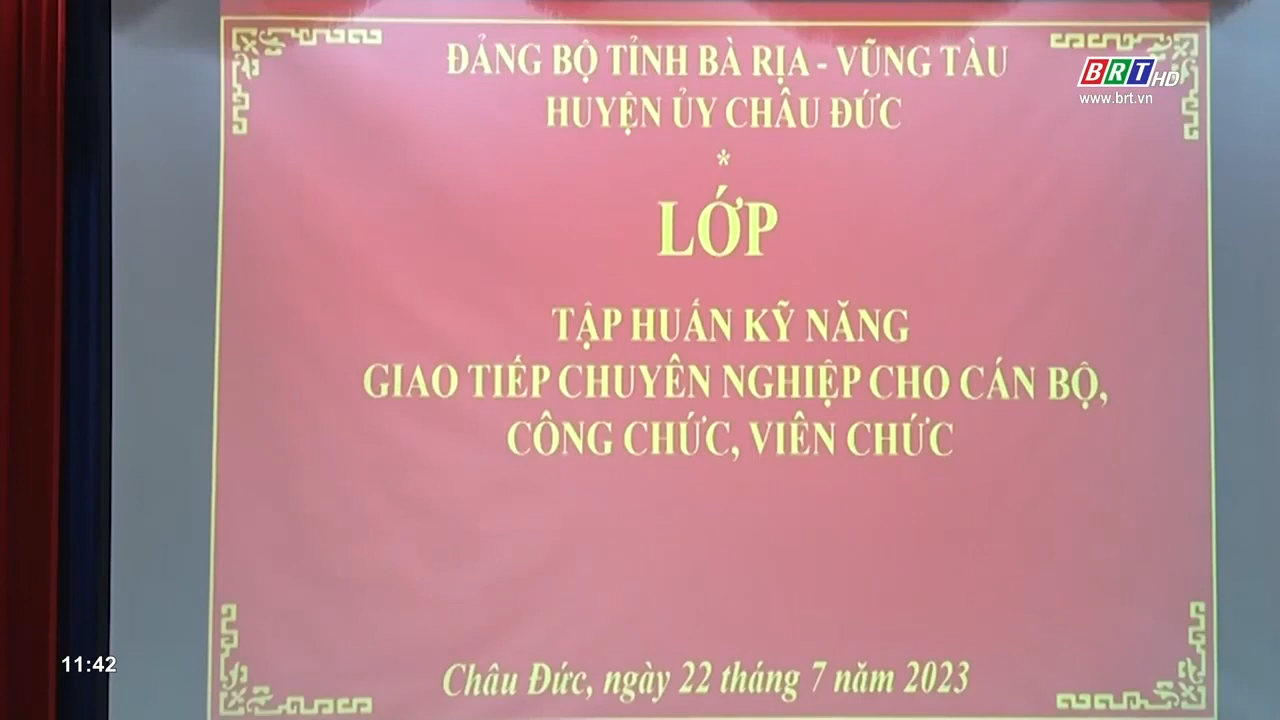 ĐẢNG BỘ TỈNH BÀ RỊA - VŨNG TÀU
HUYỆN ỦY CHÂU ĐỨC
*
LỚP
TẬP HUẤN KỸ NĂNG
GIAO TIẾP CHUYÊN NGHIỆP CHO CÁN BỘ,
CÔNG CHỨC, VIÊN CHỨC
Châu Đức, ngày 22 tháng 7 năm 2023
BRT HD
www.brt.vn
11:42